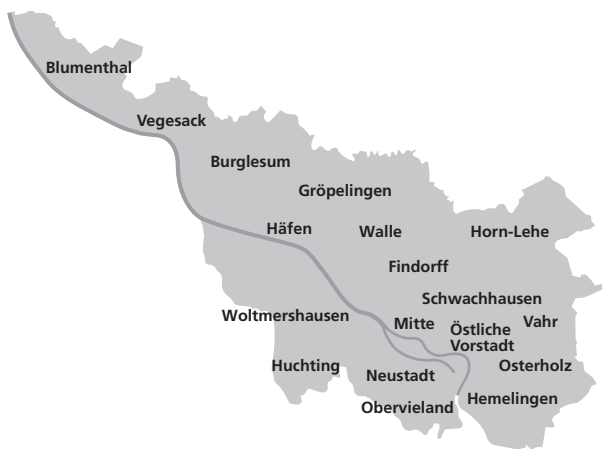 Blumenthal
Vegesack
Burglesum
Gröpelingen
Häfen
Walle
Horn-Lehe
Findorff
Schwachhausen
Woltmershausen
Mitte
Östliche
Vorstadt
Vahr
Huchting
Neustadt
Osterholz
Obervieland
Hemelingen